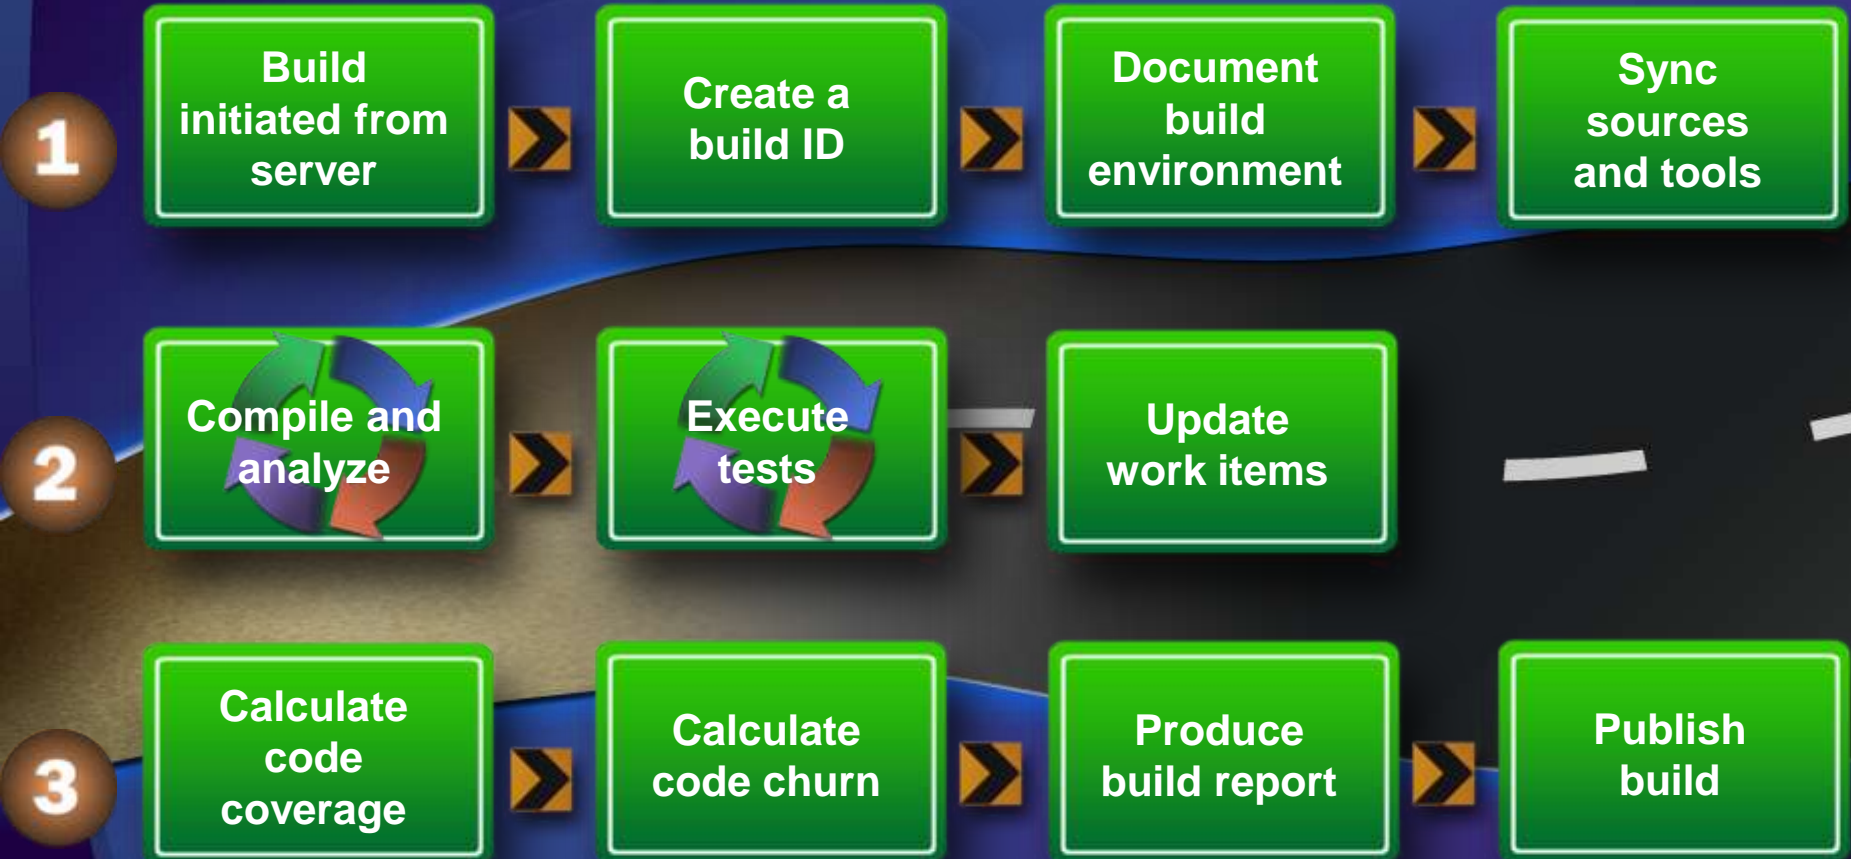 1
Build
initiated from
server
Create a
build ID
Document
build
environment
Sync
sources
and tools
2
Compile and
analyze
Execute
tests
Update
work items
3
Calculate
code
coverage
Calculate
code churn
Produce
build report
Publish
build